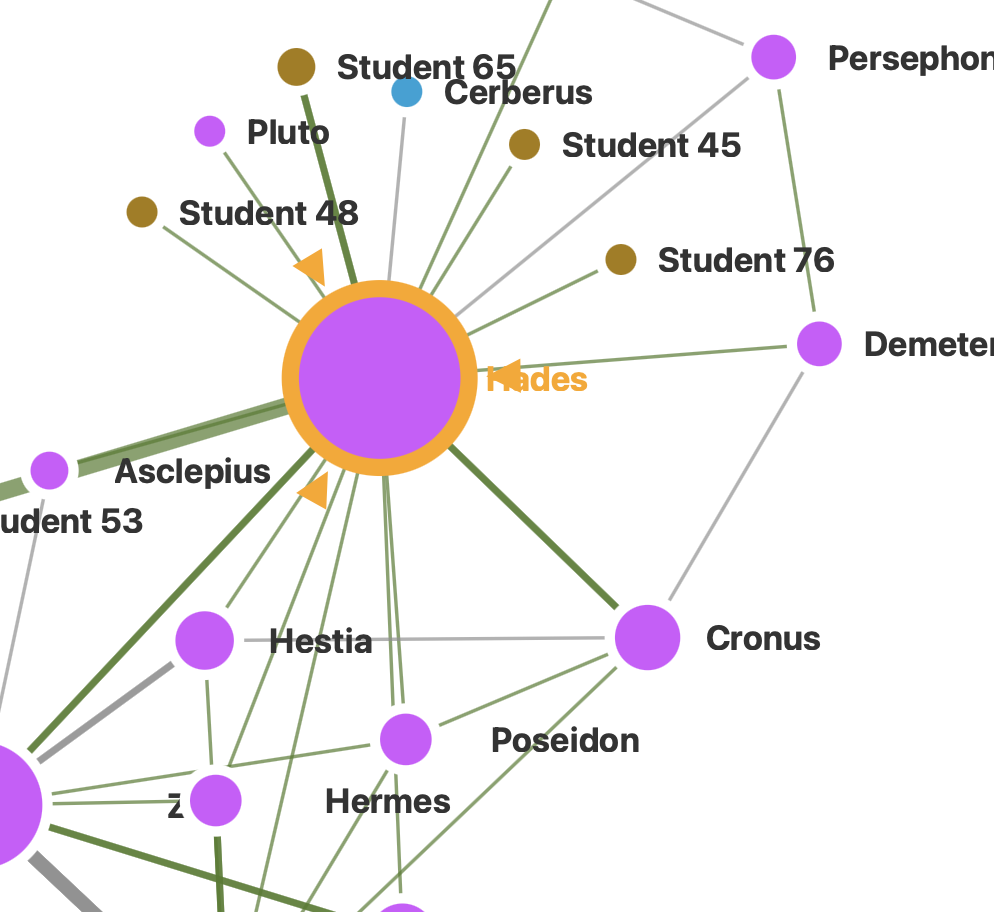 Student 65
Persephon
Cerberus
Pluto
Student 45
Student 48
Student 76
Demeter
Hades
Asclepius
udent 53
Hestia
Cronus
Poseidon
Z
Hermes